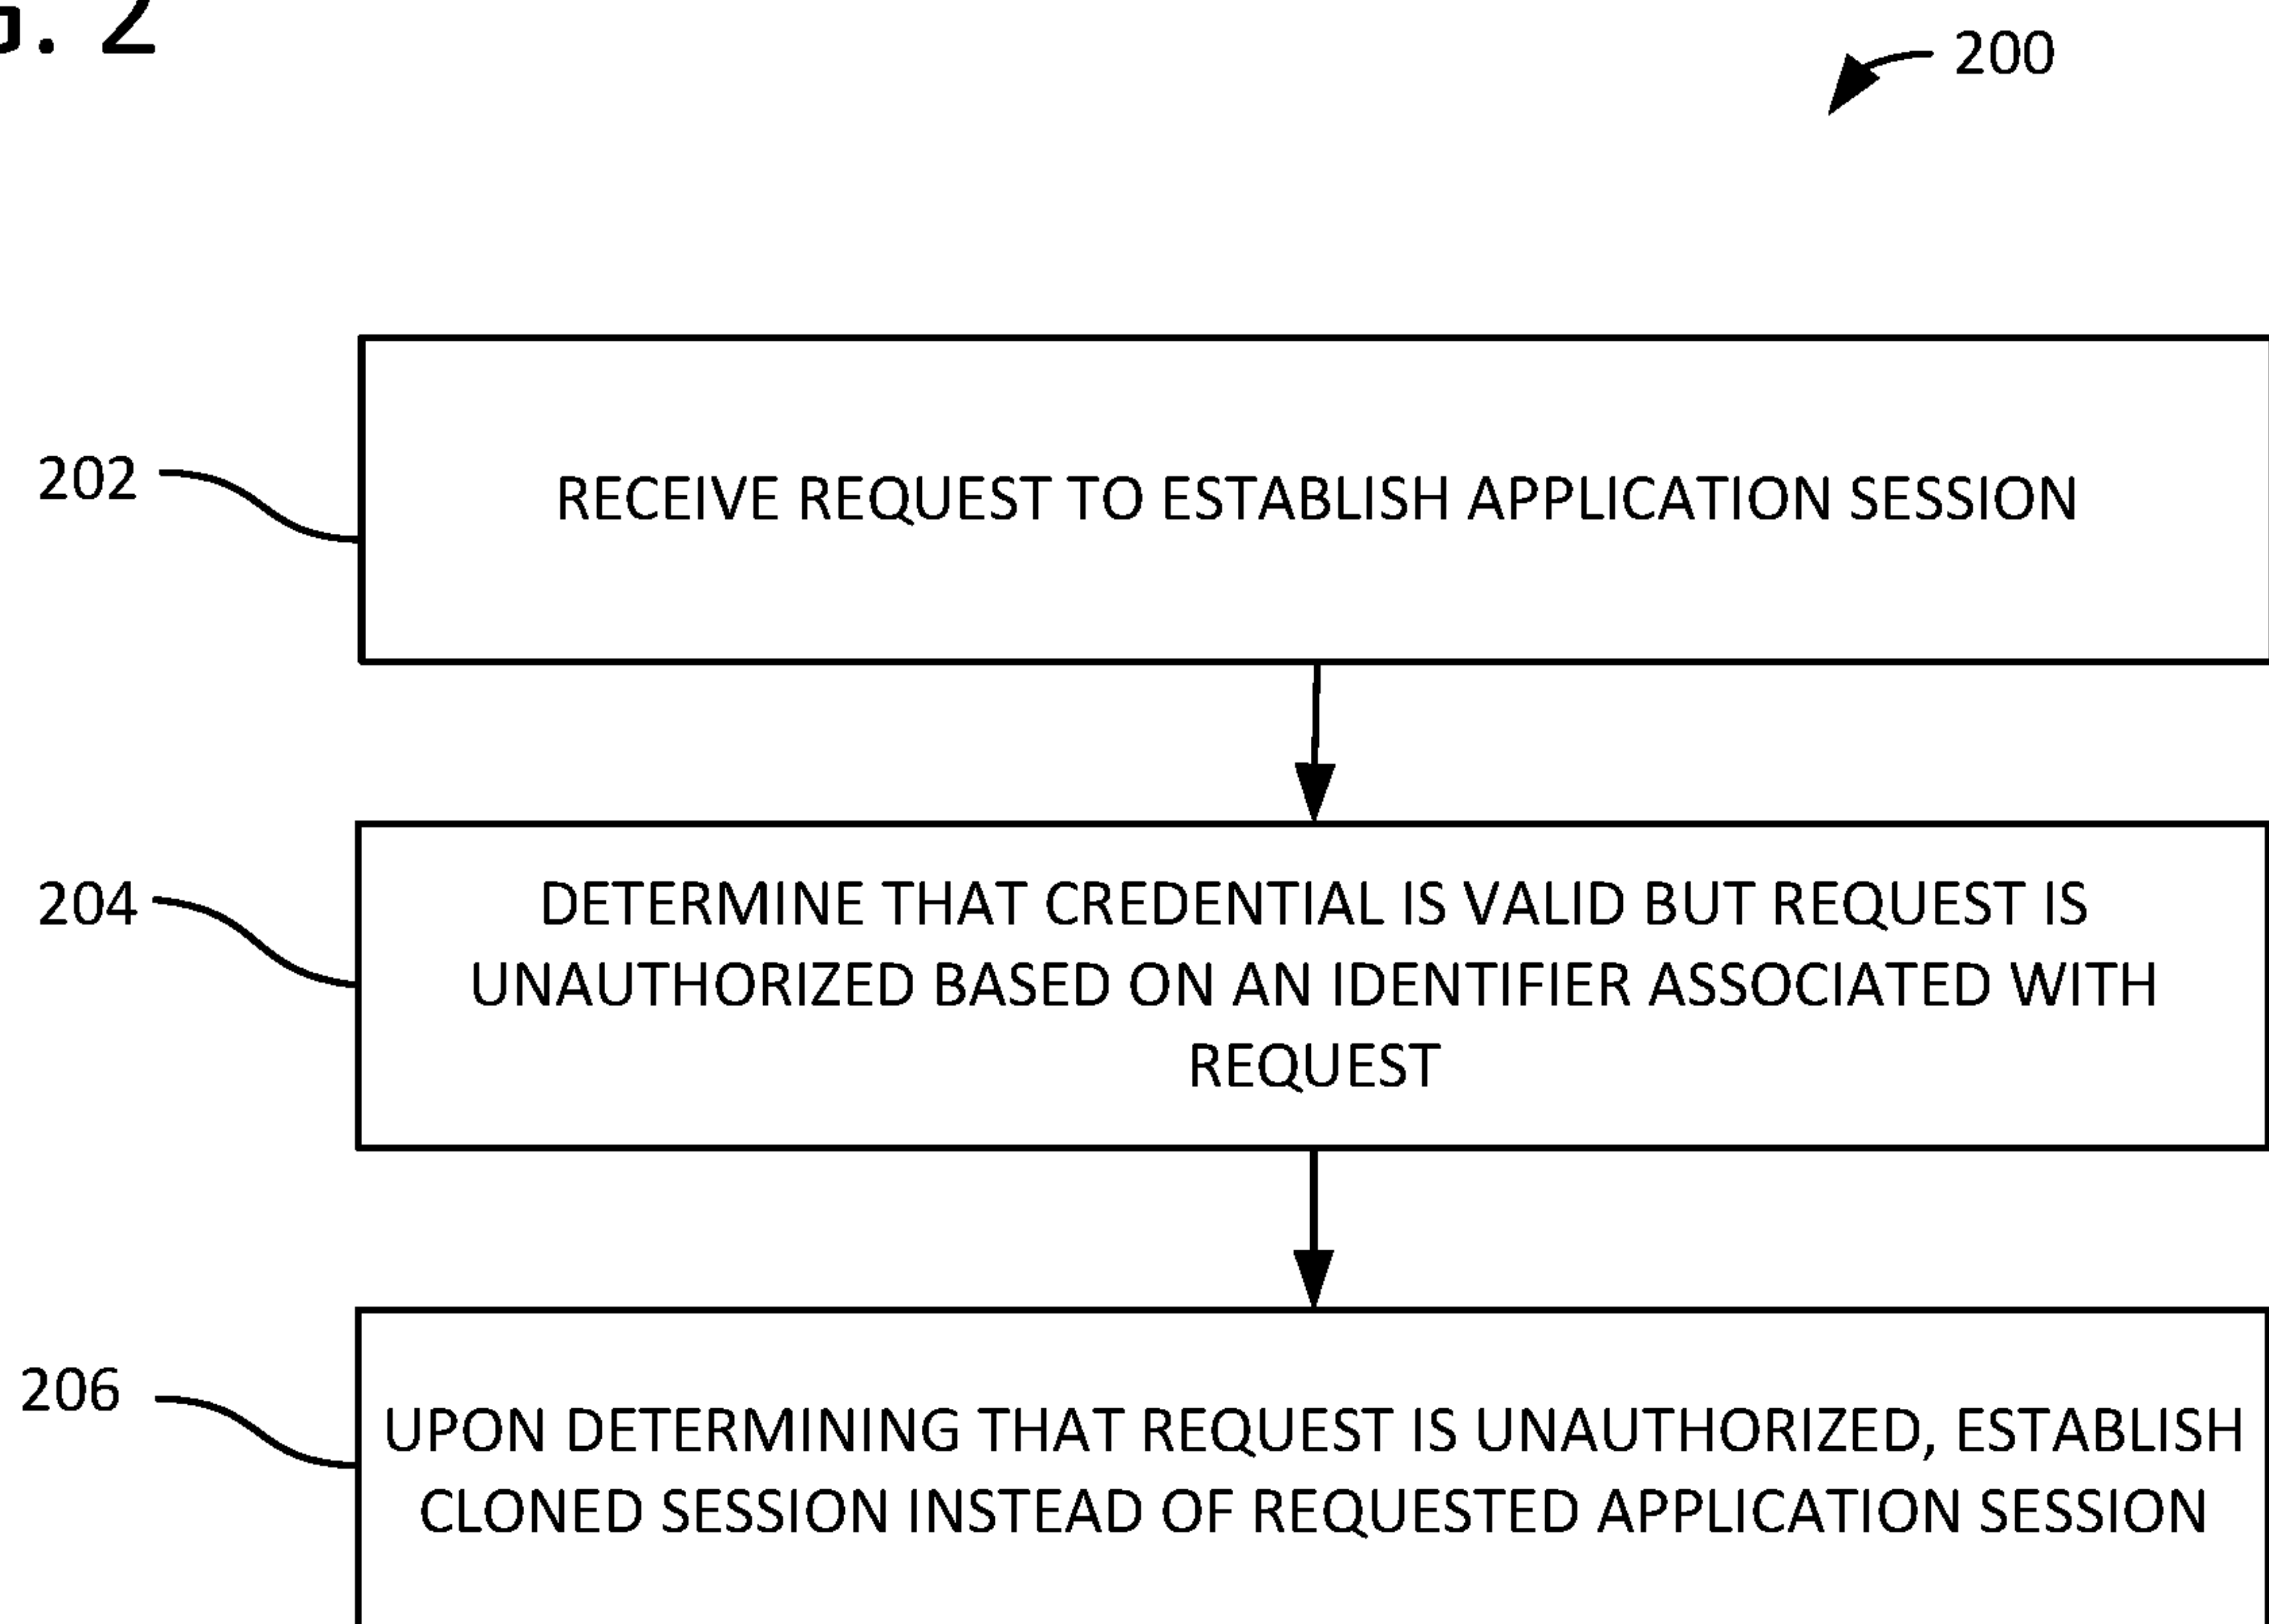 . 2
200
202
RECEIVE REQUEST TO ESTABLISH APPLICATION SESSION
204
DETERMINE THAT CREDENTIAL IS VALID BUT REQUEST IS
UNAUTHORIZED BASED ON AN IDENTIFIER ASSOCIATED WITH
REQUEST
206
UPON DETERMINING THAT REQUEST IS UNAUTHORIZED, ESTABLISH
CLONED SESSION INSTEAD OF REQUESTED APPLICATION SESSION